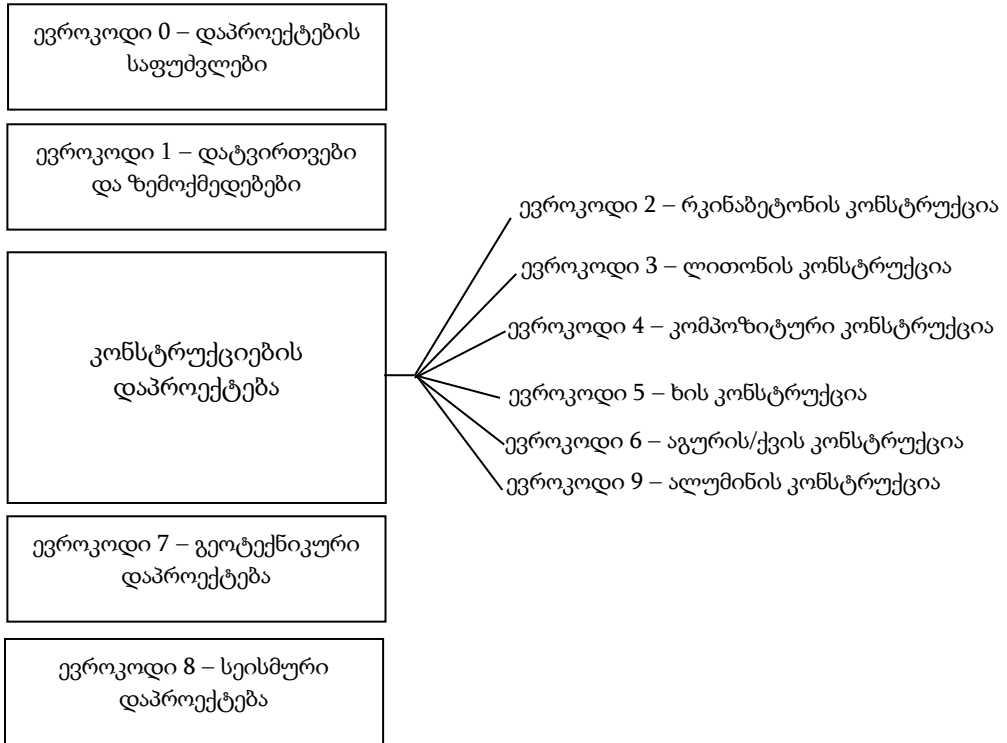 ევროკოდი 0 – დაპროექტების
საფუძვლები
ევროკოდი 1 – დატვირთვები
და ზემოქმედებები
კონსტრუქციების
დაპროექტება
ევროკოდი 2 – რკინაბეტონის კონსტრუქცია
ევროკოდი 3 – ლითონის კონსტრუქცია
ევროკოდი 4 – კომპოზიტური კონსტრუქცია
ევროკოდი 5 – ხის კონსტრუქცია
ევროკოდი 6 – აგურის/ქვის კონსტრუქცია
ევროკოდი 9 – ალუმინის კონსტრუქცია
ევროკოდი 7 – გეოტექნიკური
დაპროექტება
ევროკოდი 8 – სეისმური
დაპროექტება